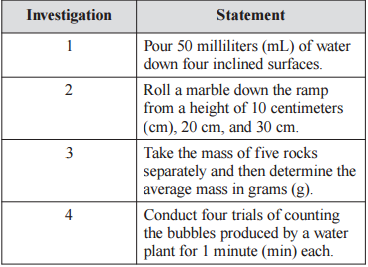 Investigation Statement
1 Pour 50 milliliters (mL) of water
down four inclined surfaces.
2 Roll a marble down the ramp
from a height of 10 centimeters
(cm), 20 cm, and 30 cm.
3 Take the mass of five rocks
separately and then determine the
average mass in grams (g).
4 Conduct four trials of counting
the bubbles produced by a water
plant for 1 minute (min) each.